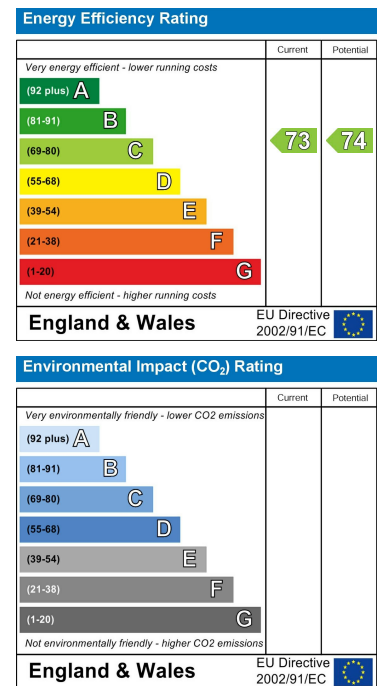 Energy Efficiency Rating
Current Potential
Very energy efficient - lower running costs
(92 plus) A
(81-91) B
(69-80) C
73 74
(55-68) D
(39-54) E
(21-38) F
(1-20) G
Not energy efficient - higher running costs
England & Wales
EU Directive
2002/91/EC
Environmental Impact (CO₂) Rating
Current Potential
Very environmentally friendly - lower CO2 emissions
(92 plus) A
(81-91) B
(69-80) C
(55-68) D
(39-54) E
(21-38) F
(1-20) G
Not environmentally friendly - higher CO2 emissions
England & Wales
EU Directive
2002/91/EC